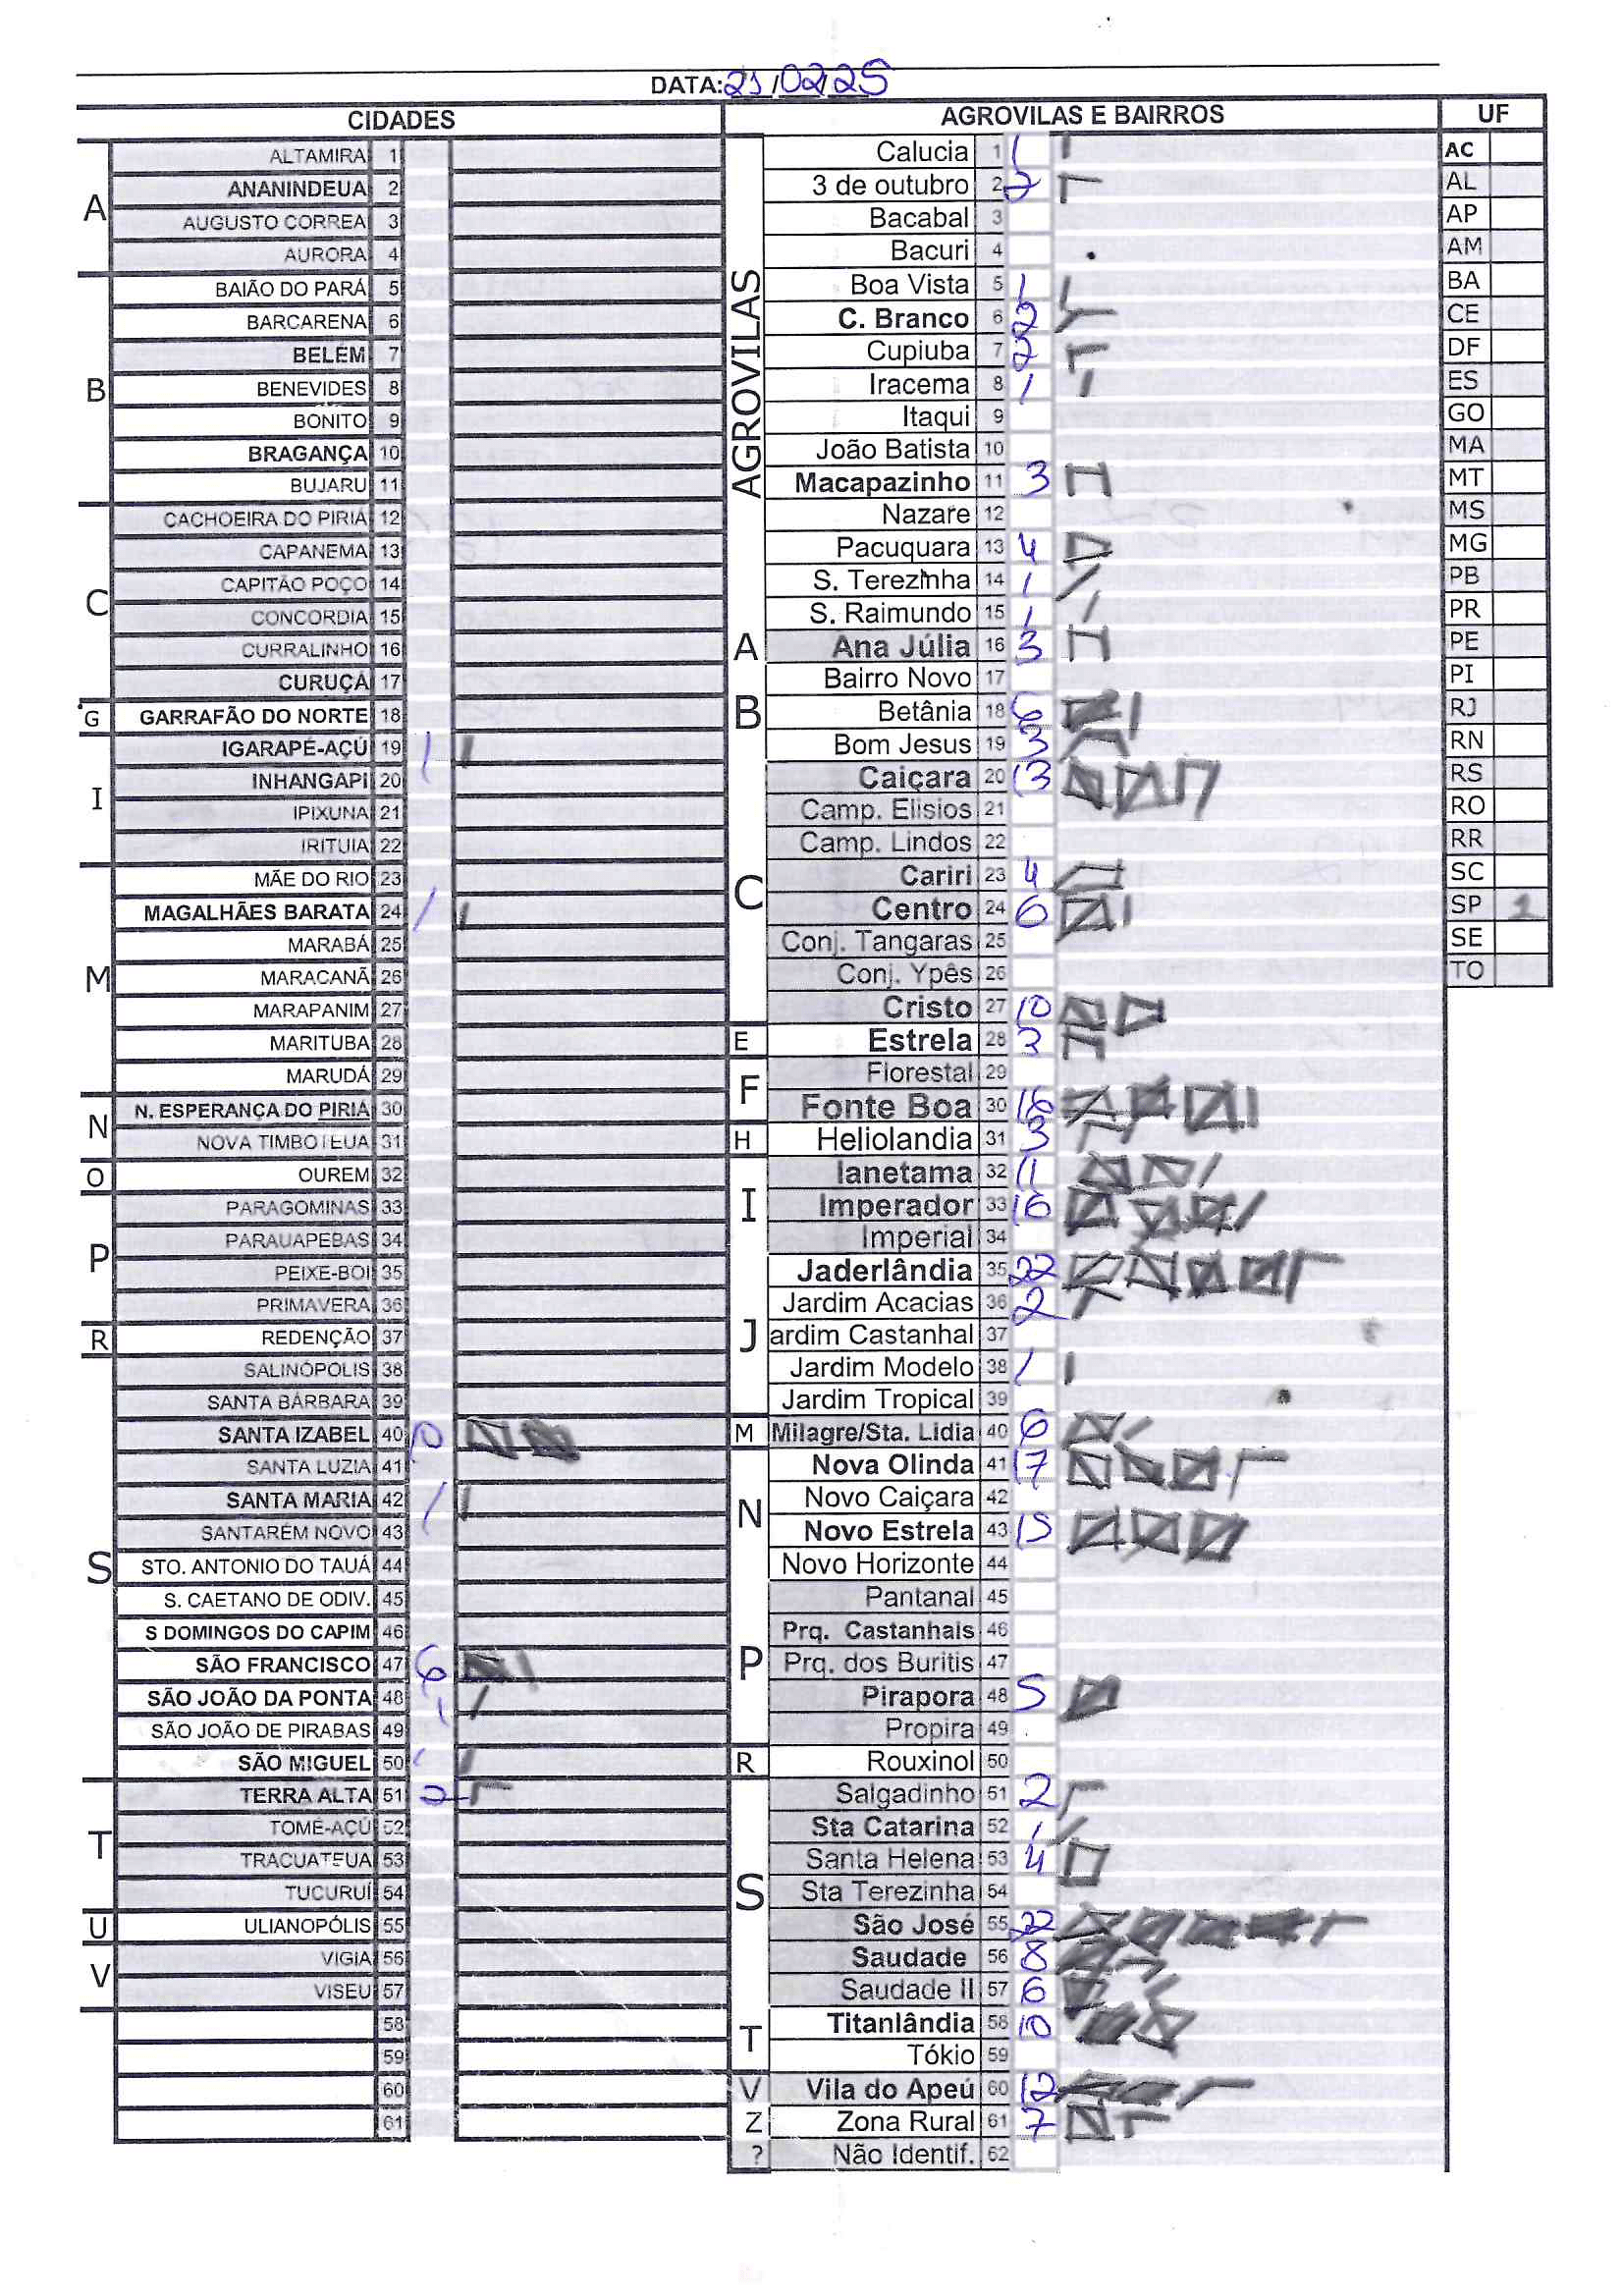 DATA: 21/02/25
CIDADES
A
ALTAMIRA 1
ANANINDEUA 2
AUGUSTO CORREA 3
AURORA 4
B
BAIÃO DO PARÁ 5
BARCARENA 6
BELÉM 7
BENEVIDES 8
BONITO 9
BRAGANÇA 10
BUJARU 11
C
CACHOEIRA DO PIRIÁ 12
CAPANEMA 13
CAPITÃO POÇO 14
CONCORDIA 15
CURRALINHO 16
CURUÇÁ 17
G
GARRAFÃO DO NORTE 18
I
IGARAPÉ-AÇÚ 19 1
INHANGAPI 20
IPIXUNA 21
IRITUIA 22
M
MÃE DO RIO 23
MAGALHÃES BARATA 24 1
MARABÁ 25
MARACANÃ 26
MARAPANIM 27
MARITUBA 28
MARUDÁ 29
N
N. ESPERANÇA DO PIRIÁ 30
NOVA TIMBOTEUA 31
O
OUREM 32
P
PARAGOMINAS 33
PARAUAPEBAS 34
PEIXE-BOI 35
PRIMAVERA 36
R
REDENÇÃO 37
S
SALINÓPOLIS 38
SANTA BÁRBARA 39
SANTA IZABEL 40 10
SANTA LUZIA 41
SANTA MARIA 42 1
SANTARÉM NOVO 43
STO. ANTONIO DO TAUÁ 44
S. CAETANO DE ODIV. 45
S DOMINGOS DO CAPIM 46
SÃO FRANCISCO 47 6
SÃO JOÃO DA PONTA 48 1
SÃO JOÃO DE PIRABAS 49
SÃO MIGUEL 50 1
T
TERRA ALTA 51 2
TOMÉ-AÇÚ 52
TRACUATEUA 53
TUCURUÍ 54
U
ULIANOPÓLIS 55
V
VIGIA 56
VISEU 57
58
59
60
61
AGROVILAS E BAIRROS
AGROVILAS
Calucia 1 1
3 de outubro 2 2
Bacabal 3
Bacuri 4
Boa Vista 5 1
C. Branco 6 2
Cupiuba 7 2
Iracema 8 1
Itaqui 9
João Batista 10
Macapazinho 11 3
Nazare 12
Pacuquara 13 4
S. Terezinha 14 1
S. Raimundo 15 1
A
Ana Júlia 16 3
B
Bairro Novo 17
Betânia 18 6
Bom Jesus 19 3
C
Caiçara 20 13
Camp. Elisios 21
Camp. Lindos 22
Cariri 23 4
Centro 24 6
Conj. Tangaras 25
Conj. Ypês 26
Cristo 27 10
E
Estrela 28 3
F
Florestal 29
Fonte Boa 30 16
H
Heliolandia 31 3
I
Ianetama 32 11
Imperador 33 16
Imperial 34
J
Jaderlândia 35 22
Jardim Acacias 36 2
ardim Castanhal 37
Jardim Modelo 38 1
Jardim Tropical 39
M
Milagre/Sta. Lidia 40 6
N
Nova Olinda 41 17
Novo Caiçara 42
Novo Estrela 43 15
Novo Horizonte 44
P
Pantanal 45
Prq. Castanhais 46
Prq. dos Buritis 47
Pirapora 48 5
Propira 49
R
Rouxinol 50
S
Salgadinho 51 2
Sta Catarina 52 1
Santa Helena 53 4
Sta Terezinha 54
São José 55 22
Saudade 56 8
Saudade II 57 6
T
Titanlândia 58 10
Tókio 59
V
Vila do Apeú 60 12
Z
Zona Rural 61 7
?
Não Identif. 62
UF
AC
AL
AP
AM
BA
CE
DF
ES
GO
MA
MT
MS
MG
PB
PR
PE
PI
RJ
RN
RS
RO
RR
SC
SP 1
SE
TO